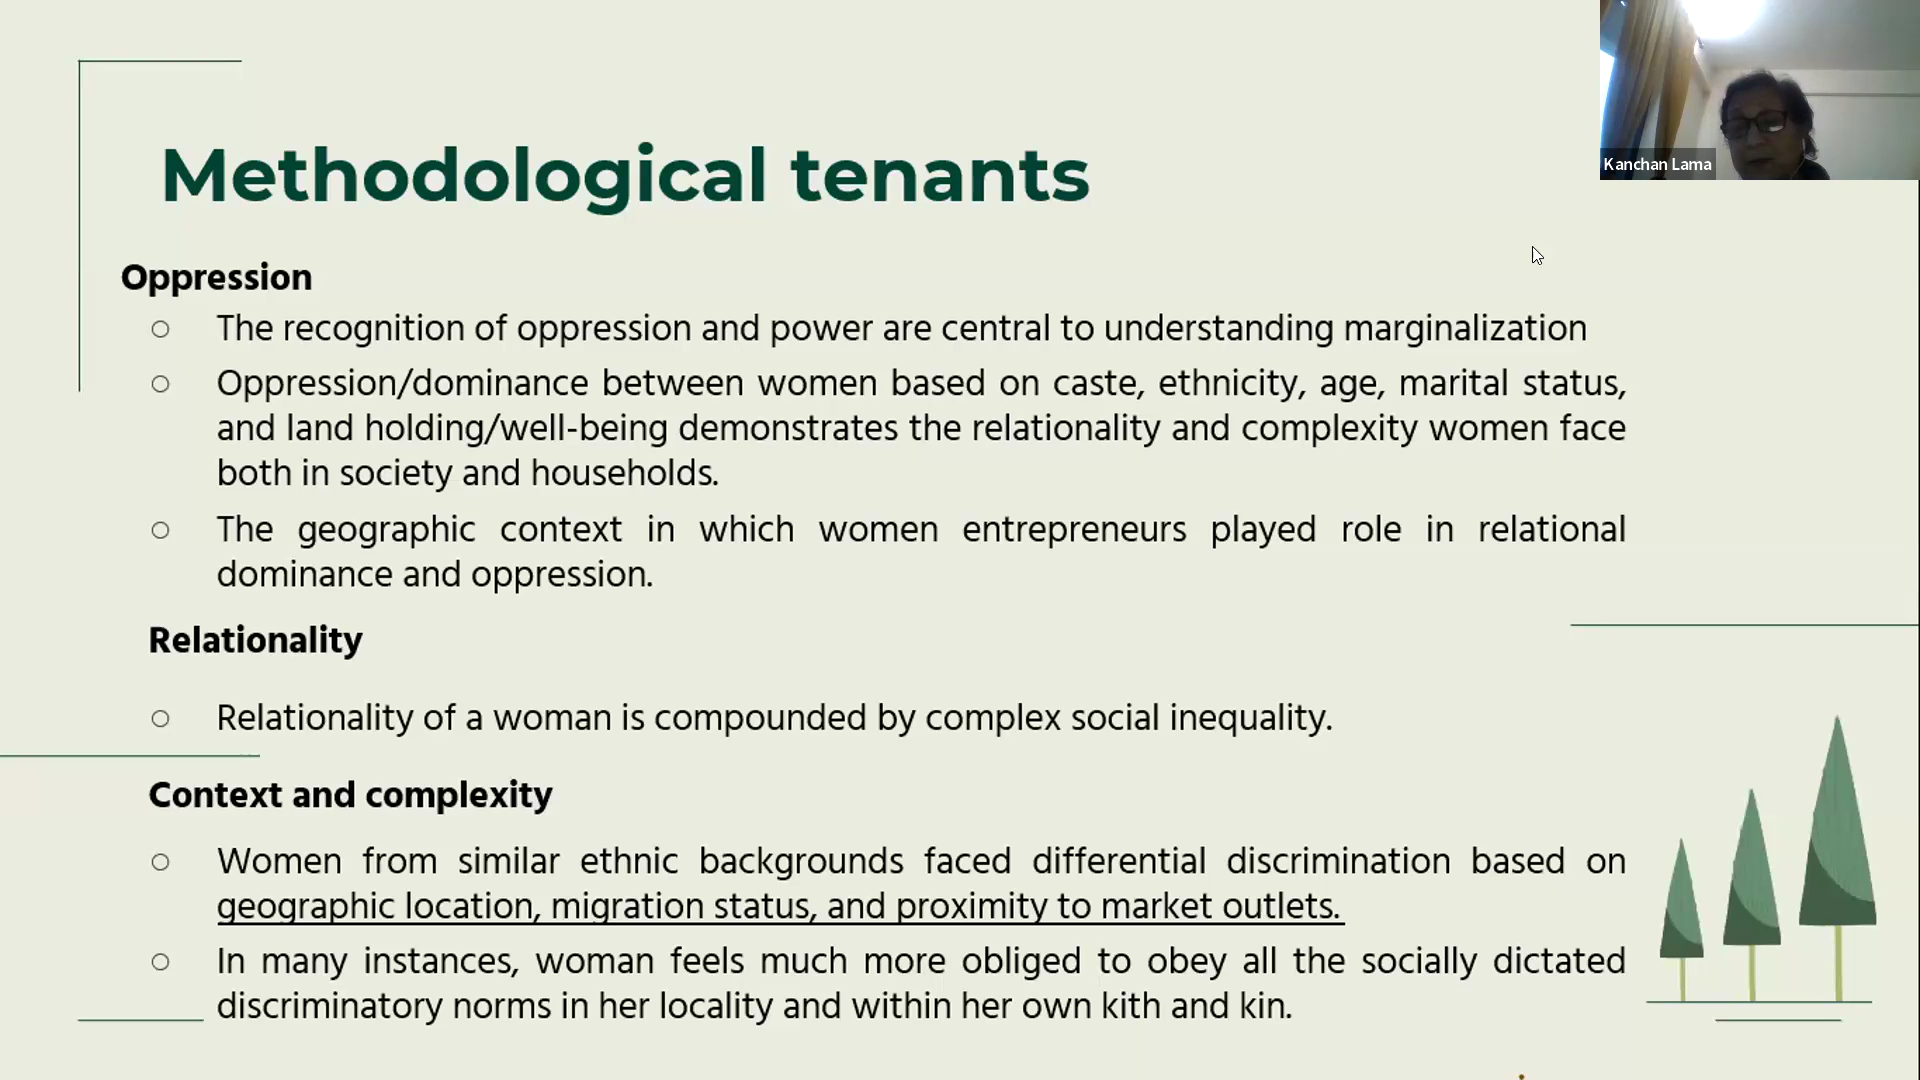 Kanchan Lama
Methodological tenants
Oppression
○ The recognition of oppression and power are central to understanding marginalization
○ Oppression/dominance between women based on caste, ethnicity, age, marital status,
and land holding/well-being demonstrates the relationality and complexity women face
both in society and households.
○ The geographic context in which women entrepreneurs played role in relational
dominance and oppression.
Relationality
○ Relationality of a woman is compounded by complex social inequality.
Context and complexity
○ Women from similar ethnic backgrounds faced differential discrimination based on
geographic location, migration status, and proximity to market outlets.
○ In many instances, woman feels much more obliged to obey all the socially dictated
discriminatory norms in her locality and within her own kith and kin.